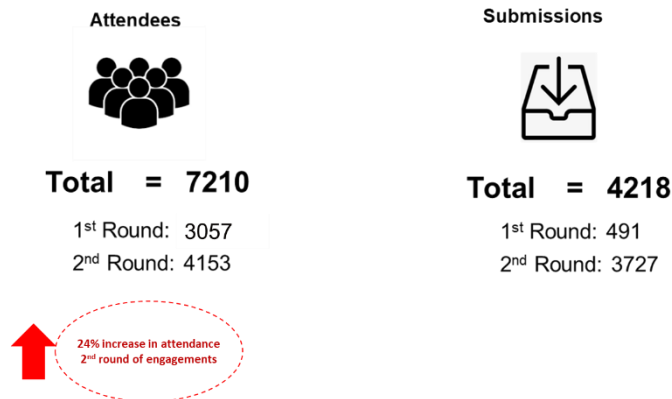 Attendees
Submissions
Total = 7210
Total = 4218
1st Round: 3057
2nd Round: 4153
1st Round: 491
2nd Round: 3727
24% increase in attendance
2nd round of engagements